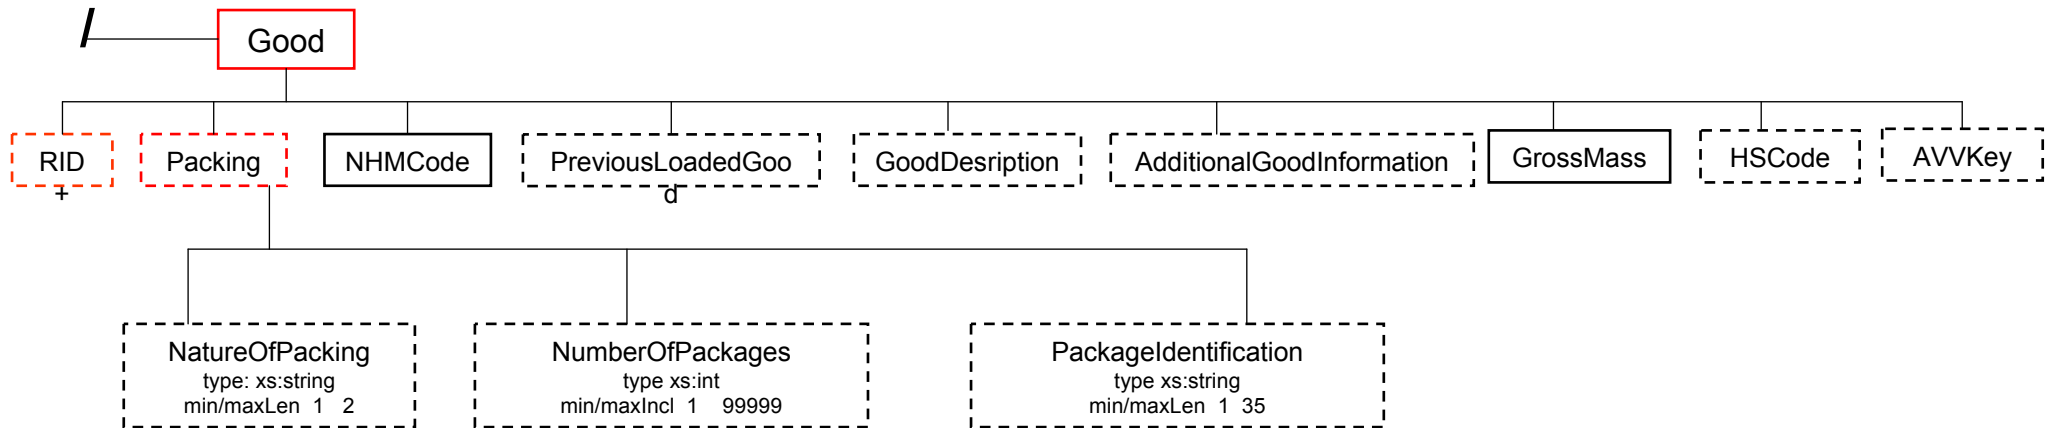 /
Good
RID
+
Packing
NHMCode
PreviousLoadedGoo
d
GoodDesription
AdditionalGoodInformation
GrossMass
HSCode
AVVKey
NatureOfPacking
type: xs:string
min/maxLen 1 2
NumberOfPackages
type xs:int
min/maxIncl 1 99999
PackageIdentification
type xs:string
min/maxLen 1 35